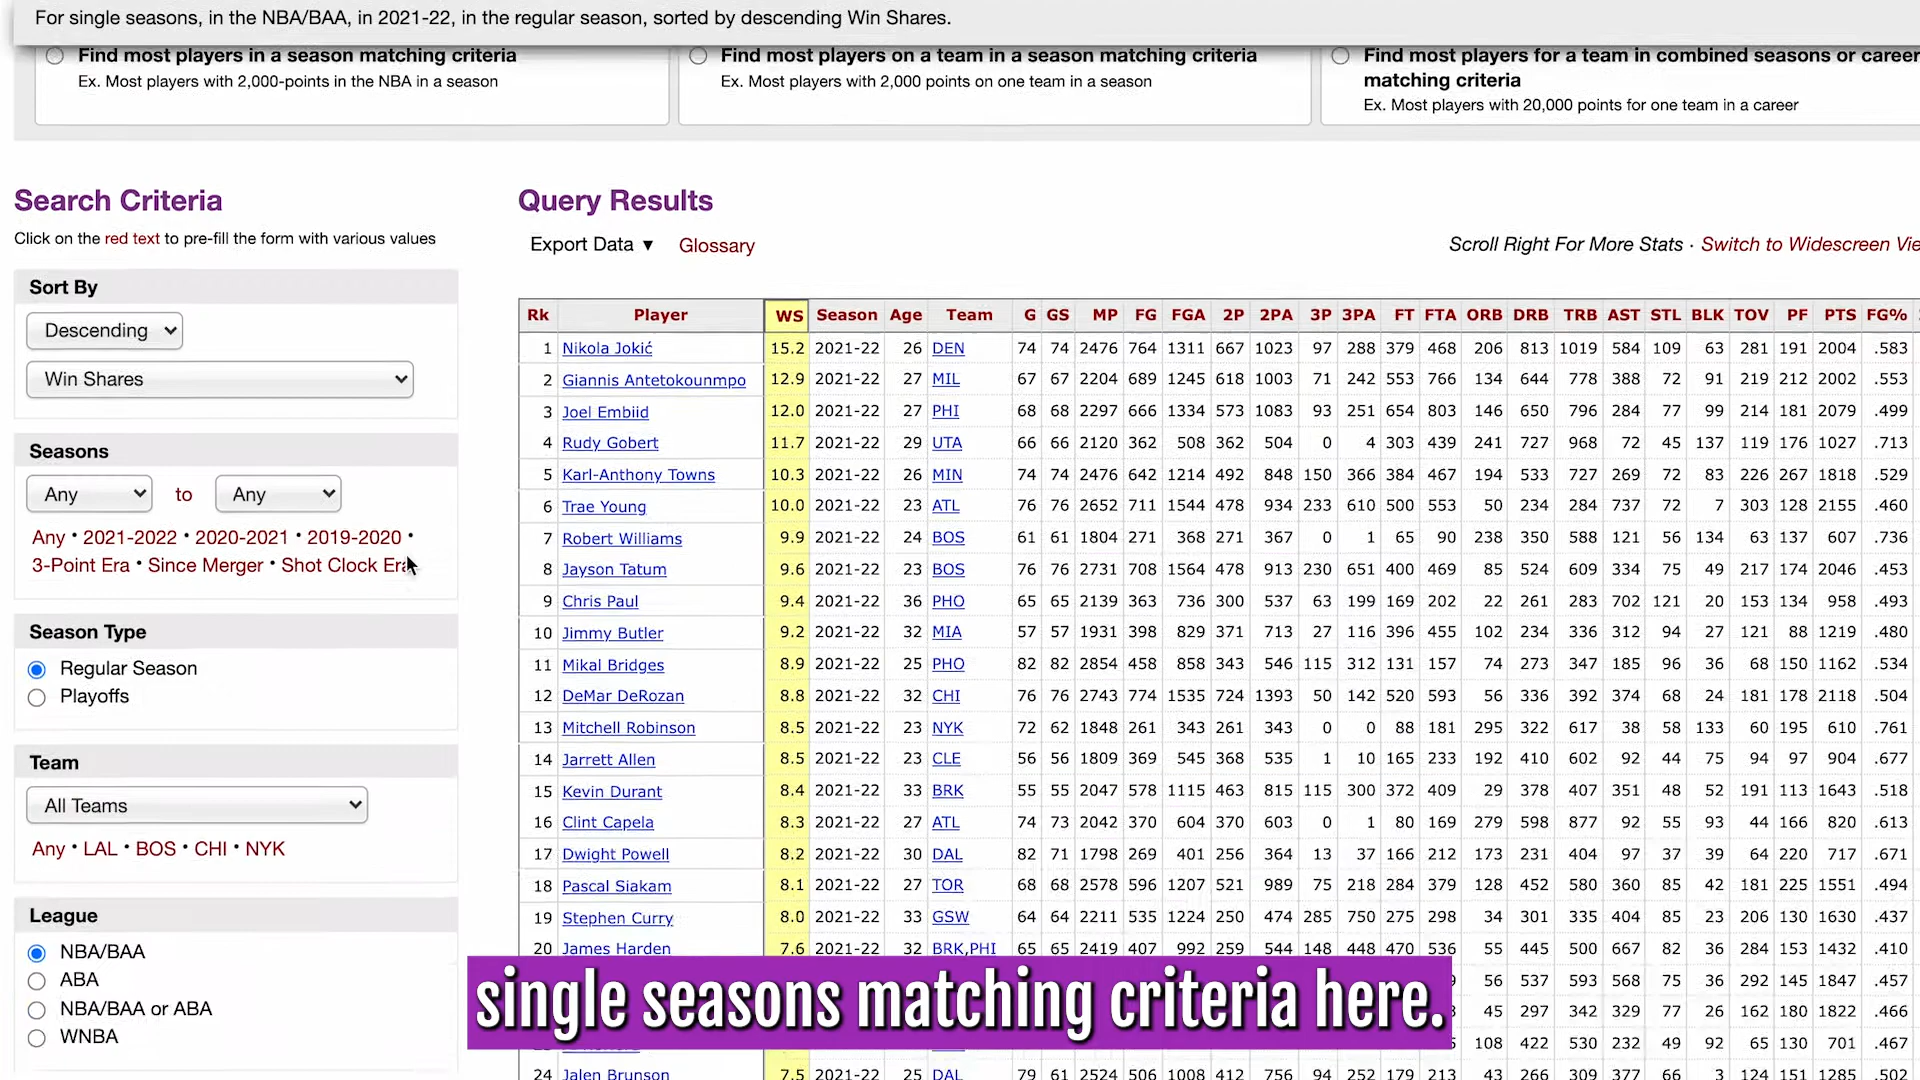 For single seasons, in the NBA/BAA, in 2021-22, in the regular season, sorted by descending Win Shares.
Find most players in a season matching criteria
Ex. Most players with 2,000-points in the NBA in a season
Find most players on a team in a season matching criteria
Ex. Most players with 2,000 points on one team in a season
Find most players for a team in combined seasons or career
matching criteria
Ex. Most players with 20,000 points for one team in a career
Search Criteria
Click on the red text to pre-fill the form with various values
Sort By
Descending
Win Shares
Seasons
Any to Any
Any • 2021-2022 • 2020-2021 • 2019-2020 •
3-Point Era • Since Merger • Shot Clock Era
Season Type
Regular Season
Playoffs
Team
All Teams
Any • LAL • BOS • CHI • NYK
League
NBA/BAA
ABA
NBA/BAA or ABA
WNBA
Query Results
Export Data ▼ Glossary
Scroll Right For More Stats · Switch to Widescreen Vie
Rk Player WS Season Age Team G GS MP FG FGA 2P 2PA 3P 3PA FT FTA ORB DRB TRB AST STL BLK TOV PF PTS FG%
1 Nikola Jokić 15.2 2021-22 26 DEN 74 74 2476 764 1311 667 1023 97 288 379 468 206 813 1019 584 109 63 281 191 2004 .583
2 Giannis Antetokounmpo 12.9 2021-22 27 MIL 67 67 2204 689 1245 618 1003 71 242 553 766 134 644 778 388 72 91 219 212 2002 .553
3 Joel Embiid 12.0 2021-22 27 PHI 68 68 2297 666 1334 573 1083 93 251 654 803 146 650 796 284 77 99 214 181 2079 .499
4 Rudy Gobert 11.7 2021-22 29 UTA 66 66 2120 362 508 362 504 0 4 303 439 241 727 968 72 45 137 119 176 1027 .713
5 Karl-Anthony Towns 10.3 2021-22 26 MIN 74 74 2476 642 1214 492 848 150 366 384 467 194 533 727 269 72 83 226 267 1818 .529
6 Trae Young 10.0 2021-22 23 ATL 76 76 2652 711 1544 478 934 233 610 500 553 50 234 284 737 72 7 303 128 2155 .460
7 Robert Williams 9.9 2021-22 24 BOS 61 61 1804 271 368 271 367 0 1 65 90 238 350 588 121 56 134 63 137 607 .736
8 Jayson Tatum 9.6 2021-22 23 BOS 76 76 2731 708 1564 478 913 230 651 400 469 85 524 609 334 75 49 217 174 2046 .453
9 Chris Paul 9.4 2021-22 36 PHO 65 65 2139 363 736 300 537 63 199 169 202 22 261 283 702 121 20 153 134 958 .493
10 Jimmy Butler 9.2 2021-22 32 MIA 57 57 1931 398 829 371 713 27 116 396 455 102 234 336 312 94 27 121 88 1219 .480
11 Mikal Bridges 8.9 2021-22 25 PHO 82 82 2854 458 858 343 546 115 312 131 157 74 273 347 185 96 36 68 150 1162 .534
12 DeMar DeRozan 8.8 2021-22 32 CHI 76 76 2743 774 1535 724 1393 50 142 520 593 56 336 392 374 68 24 181 178 2118 .504
13 Mitchell Robinson 8.5 2021-22 23 NYK 72 62 1848 261 343 261 343 0 0 88 181 295 322 617 38 58 133 60 195 610 .761
14 Jarrett Allen 8.5 2021-22 23 CLE 56 56 1809 369 545 368 535 1 10 165 233 192 410 602 92 44 75 94 97 904 .677
15 Kevin Durant 8.4 2021-22 33 BRK 55 55 2047 578 1115 463 815 115 300 372 409 29 378 407 351 48 52 191 113 1643 .518
16 Clint Capela 8.3 2021-22 27 ATL 74 73 2042 370 604 370 603 0 1 80 169 279 598 877 92 55 93 44 166 820 .613
17 Dwight Powell 8.2 2021-22 30 DAL 82 71 1798 269 401 256 364 13 37 166 212 173 231 404 97 37 39 64 220 717 .671
18 Pascal Siakam 8.1 2021-22 27 TOR 68 68 2578 596 1207 521 989 75 218 284 379 128 452 580 360 85 42 181 225 1551 .494
19 Stephen Curry 8.0 2021-22 33 GSW 64 64 2211 535 1224 250 474 285 750 275 298 34 301 335 404 85 23 206 130 1630 .437
20 James Harden 7.6 2021-22 32 BRK,PHI 65 65 2419 407 992 259 544 148 448 470 536 55 445 500 667 82 36 284 153 1432 .410
56 537 593 568 75 36 292 145 1847 .457
45 297 342 329 77 26 162 180 1822 .466
108 422 530 232 49 92 65 130 701 .467
24 Jalen Brunson 7.5 2021-22 25 DAL 79 61 2524 506 1008 412 756 94 252 179 213 43 266 309 377 66 3 124 151 1285 .502
single seasons matching criteria here.